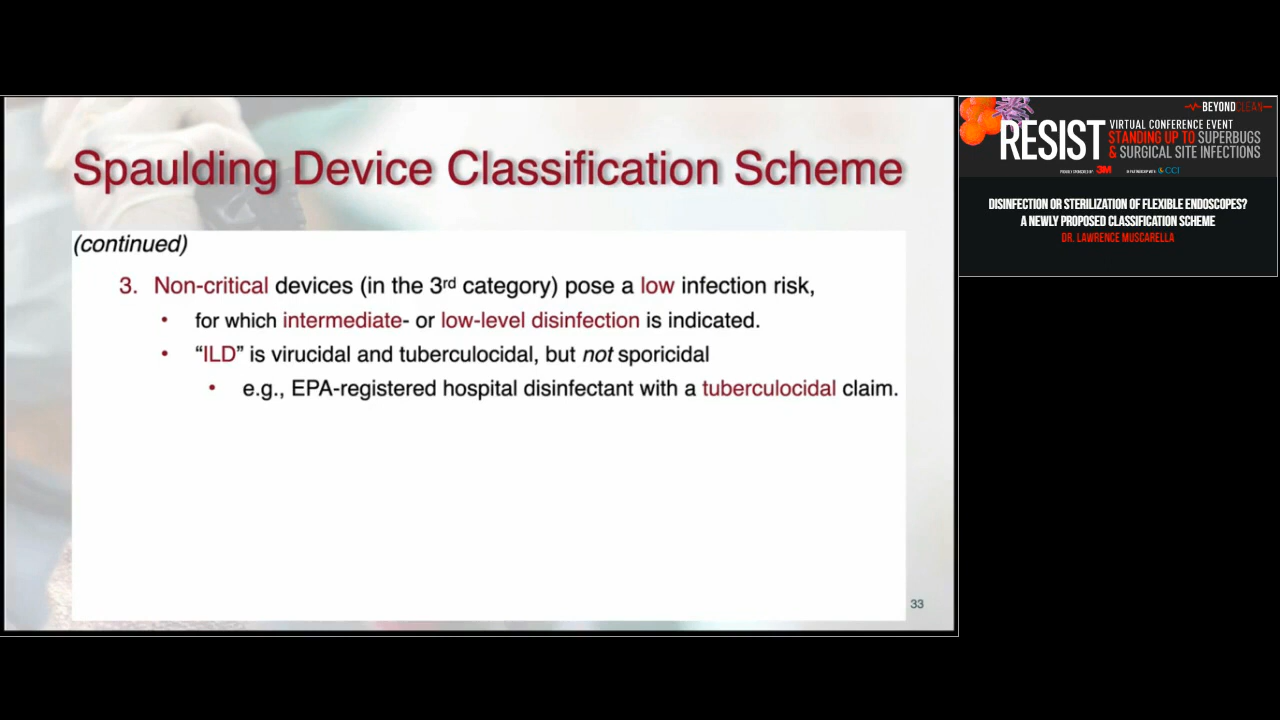 Spaulding Device Classification Scheme
(continued)
3. Non-critical devices (in the 3rd category) pose a low infection risk,
• for which intermediate- or low-level disinfection is indicated.
• “ILD” is virucidal and tuberculocidal, but not sporicidal
• e.g., EPA-registered hospital disinfectant with a tuberculocidal claim.
33
BEYONDCLEAN
RESIST
VIRTUAL CONFERENCE EVENT
STANDING UP TO SUPERBUGS
& SURGICAL SITE INFECTIONS
PROUDLY SPONSORED BY: 3M IN PARTNERSHIP WITH: CCI
DISINFECTION OR STERILIZATION OF FLEXIBLE ENDOSCOPES?
A NEWLY PROPOSED CLASSIFICATION SCHEME
DR. LAWRENCE MUSCARELLA